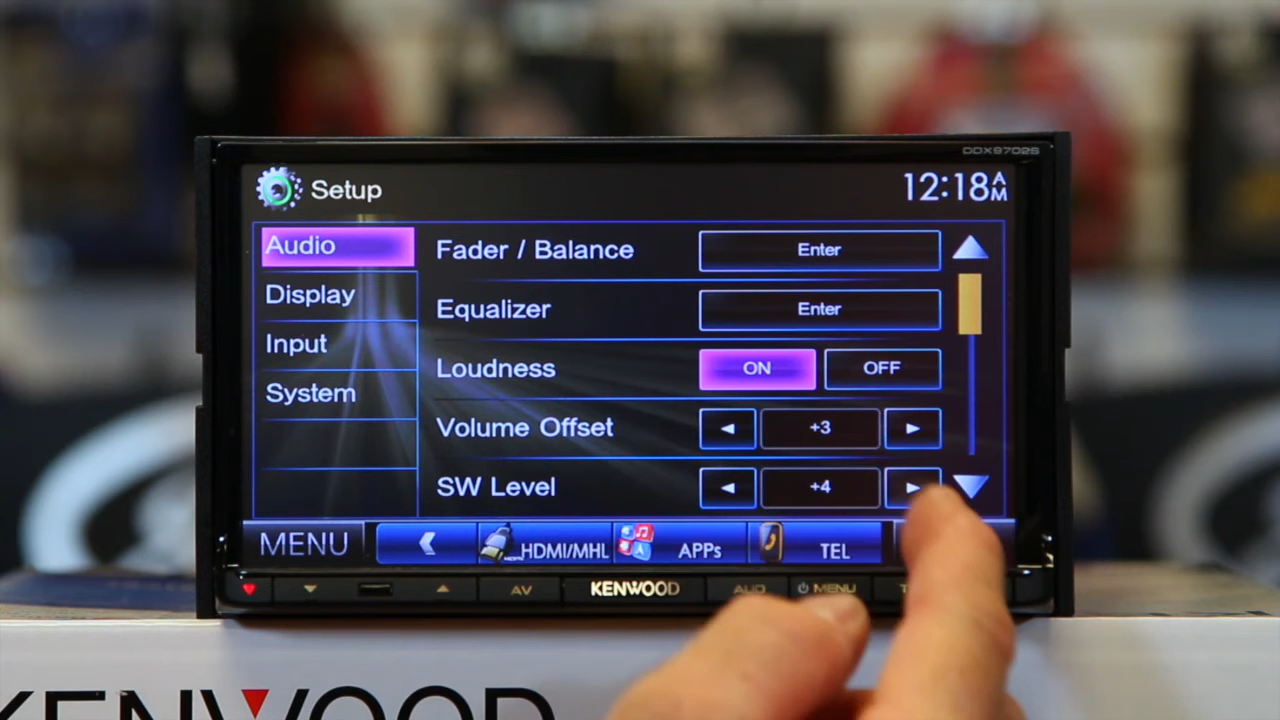 DDX9702S
Setup
12:18AM
Audio
Display
Input
System
Fader / Balance Enter
Equalizer Enter
Loudness ON OFF
Volume Offset +3
SW Level +4
MENU HDMI/MHL APPs TEL
AV KENWOOD AUD MENU
KENWOOD